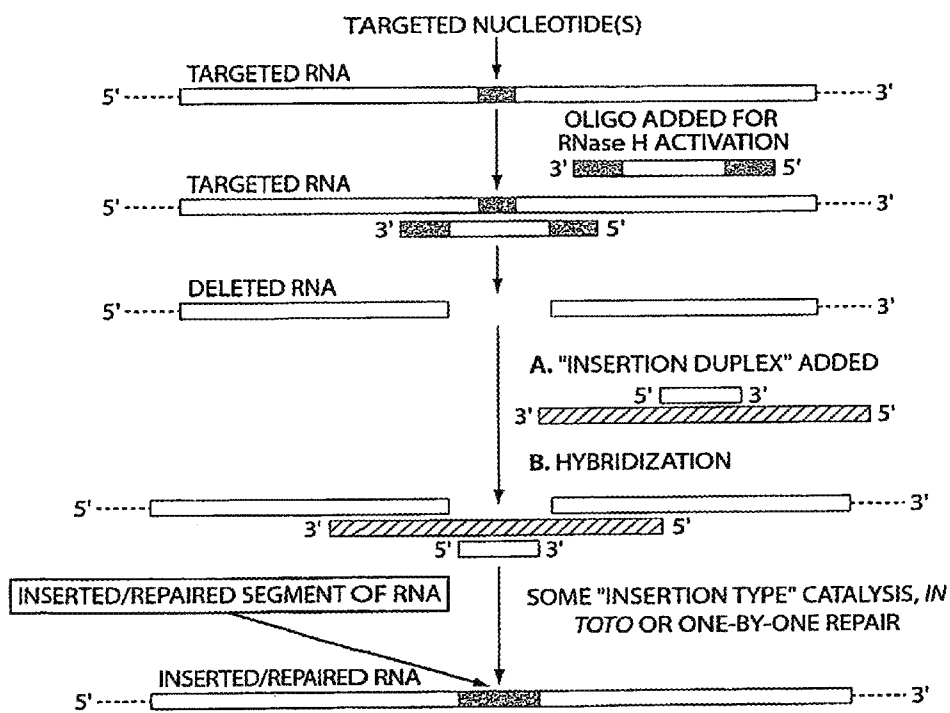 TARGETED NUCLEOTIDE(S)
TARGETED RNA
5' 3'
OLIGO ADDED FOR
RNase H ACTIVATION
3' 5'
TARGETED RNA
5' 3'
3' 5'
DELETED RNA
5' 3'
A. "INSERTION DUPLEX" ADDED
5' 3'
3' 5'
B. HYBRIDIZATION
5' 3'
3' 5'
5' 3'
INSERTED/REPAIRED SEGMENT OF RNA
SOME "INSERTION TYPE" CATALYSIS, IN
TOTO OR ONE-BY-ONE REPAIR
INSERTED/REPAIRED RNA
5' 3'